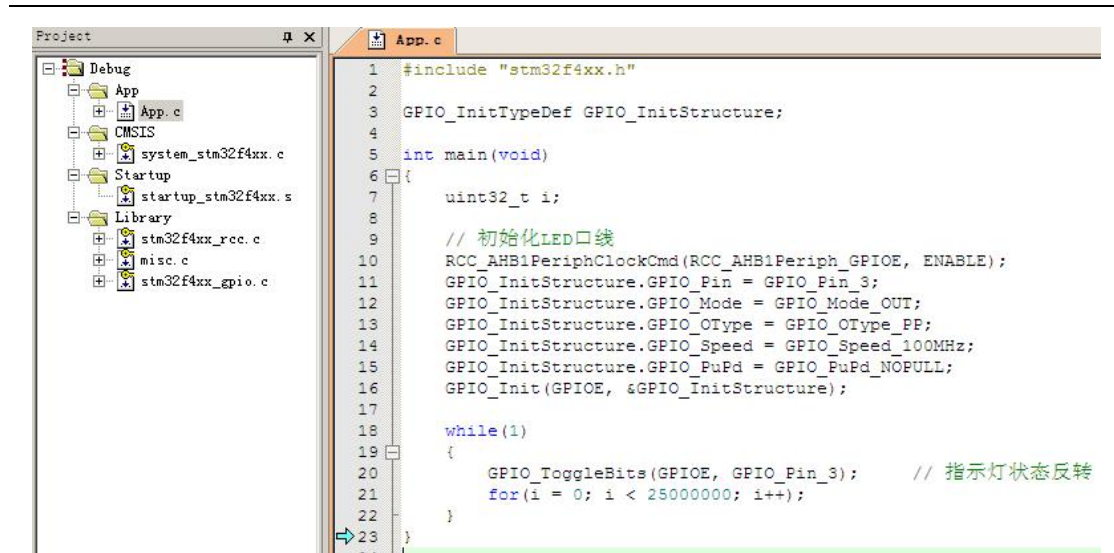 Project
Debug
App
App.c
CMSIS
system_stm32f4xx.c
Startup
startup_stm32f4xx.s
Library
stm32f4xx_rcc.c
misc.c
stm32f4xx_gpio.c
App.c
1 #include "stm32f4xx.h"
2
3 GPIO_InitTypeDef GPIO_InitStructure;
4
5 int main(void)
6 {
7 uint32_t i;
8
9 // 初始化LED口线
10 RCC_AHB1PeriphClockCmd(RCC_AHB1Periph_GPIOE, ENABLE);
11 GPIO_InitStructure.GPIO_Pin = GPIO_Pin_3;
12 GPIO_InitStructure.GPIO_Mode = GPIO_Mode_OUT;
13 GPIO_InitStructure.GPIO_OType = GPIO_OType_PP;
14 GPIO_InitStructure.GPIO_Speed = GPIO_Speed_100MHz;
15 GPIO_InitStructure.GPIO_PuPd = GPIO_PuPd_NOPULL;
16 GPIO_Init(GPIOE, &GPIO_InitStructure);
17
18 while(1)
19 {
20 GPIO_ToggleBits(GPIOE, GPIO_Pin_3); // 指示灯状态反转
21 for(i = 0; i < 25000000; i++);
22 }
23 }